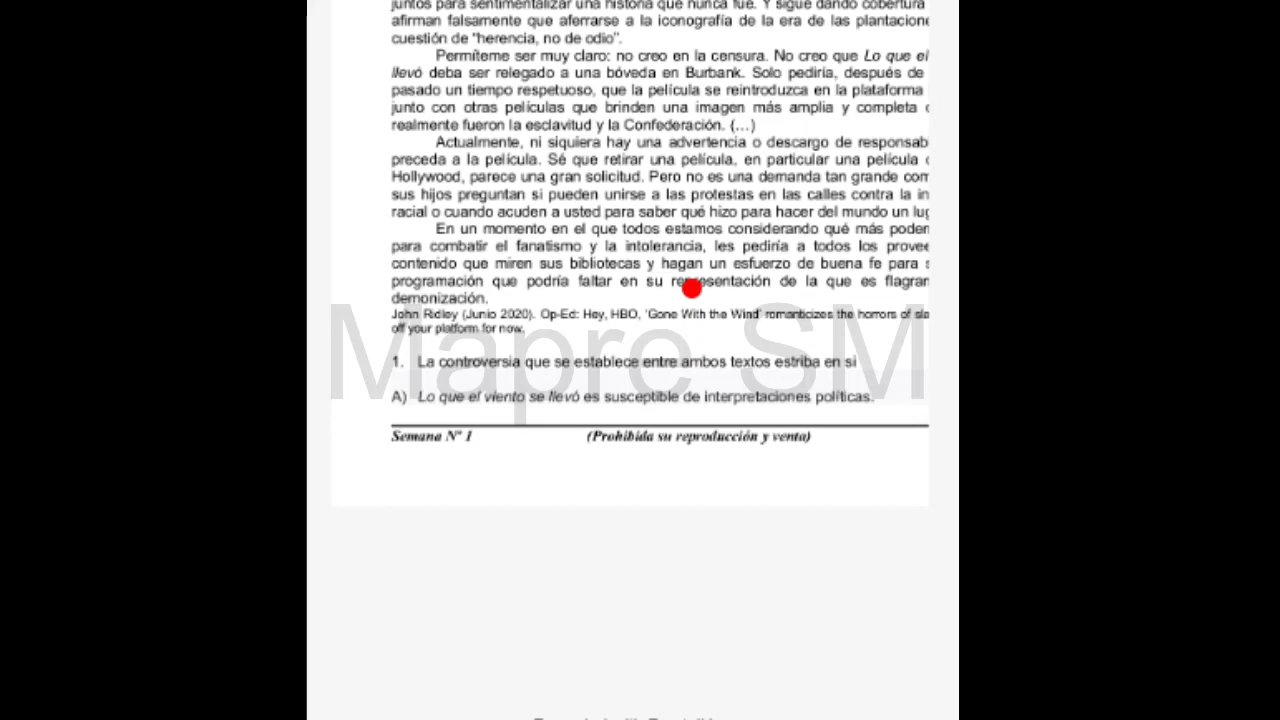 juntos para sentimentalizar una historia que nunca fue. Y sigue dando cobertura
afirman falsamente que aferrarse a la iconografía de la era de las plantacione
cuestión de "herencia, no de odio".
Permíteme ser muy claro: no creo en la censura. No creo que Lo que el
llevó deba ser relegado a una bóveda en Burbank. Solo pediría, después de
pasado un tiempo respetuoso, que la película se reintroduzca en la plataforma
junto con otras películas que brinden una imagen más amplia y completa
realmente fueron la esclavitud y la Confederación. (...)
Actualmente, ni siquiera hay una advertencia o descargo de responsab
preceda a la película. Sé que retirar una película, en particular una película
Hollywood, parece una gran solicitud. Pero no es una demanda tan grande com
sus hijos preguntan si pueden unirse a las protestas en las calles contra la in
racial o cuando acuden a usted para saber qué hizo para hacer del mundo un lug
En un momento en el que todos estamos considerando qué más poder
para combatir el fanatismo y la intolerancia, les pediría a todos los provee
contenido que miren sus bibliotecas y hagan un esfuerzo de buena fe para
programación que podría faltar en su representación de la que es flagran
demonización.
John Ridley (Junio 2020). Op-Ed: Hey, HBO, 'Gone With the Wind' romanticizes the horrors of sla
off your platform for now.
1. La controversia que se establece entre ambos textos estriba en si
Mapre SM
A) Lo que el viento se llevó es susceptible de interpretaciones políticas.
Semana Nº 1 (Prohibida su reproducción y venta)